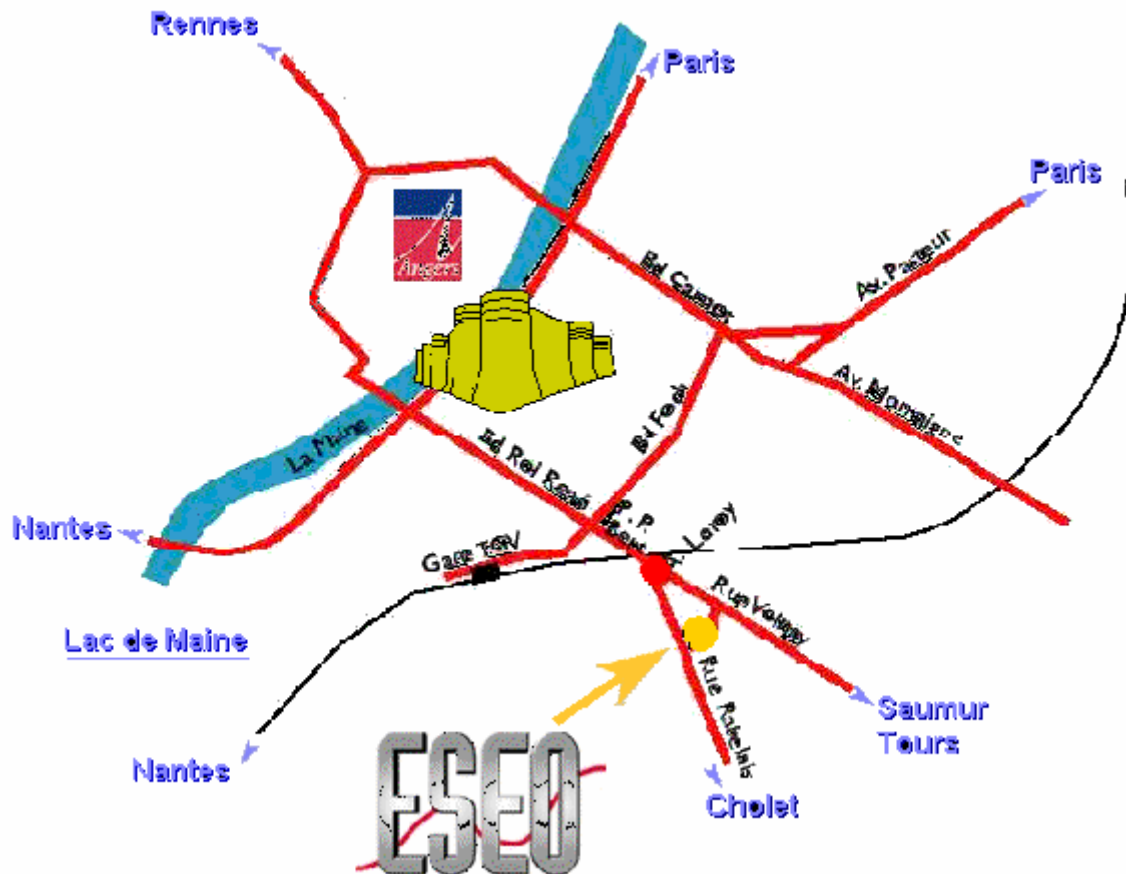 Rennes
Paris
Paris
Angers
Bd Carnot
Av. Pasteur
Av. Montaigne
La Maine
Bd Foch
Bd Roi René
P.
Leroy
Nantes
Gare TGV
Rue Volney
Lac de Maine
Rue Rabelais
Saumur
Tours
Nantes
Cholet
ESEO